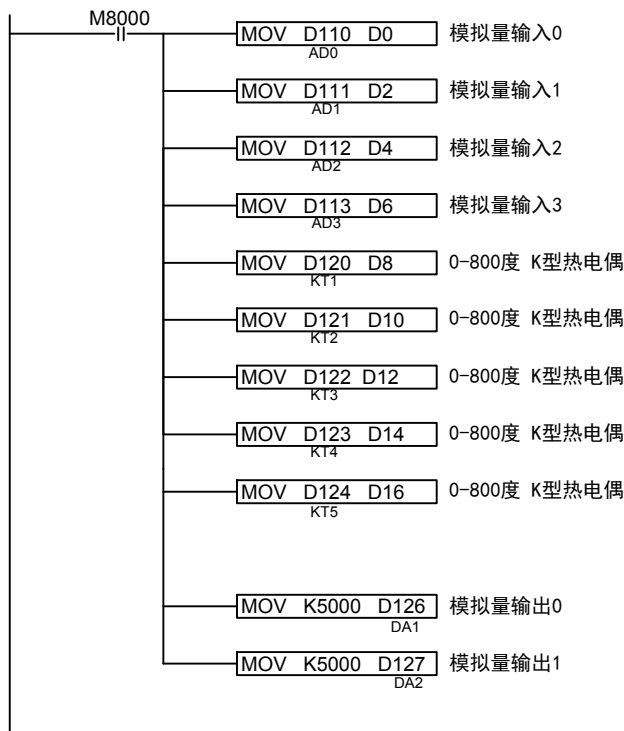 M8000
MOV D110 D0 模拟量输入0
AD0
MOV D111 D2 模拟量输入1
AD1
MOV D112 D4 模拟量输入2
AD2
MOV D113 D6 模拟量输入3
AD3
MOV D120 D8 0-800度 K型热电偶
KT1
MOV D121 D10 0-800度 K型热电偶
KT2
MOV D122 D12 0-800度 K型热电偶
KT3
MOV D123 D14 0-800度 K型热电偶
KT4
MOV D124 D16 0-800度 K型热电偶
KT5
MOV K5000 D126 模拟量输出0
DA1
MOV K5000 D127 模拟量输出1
DA2